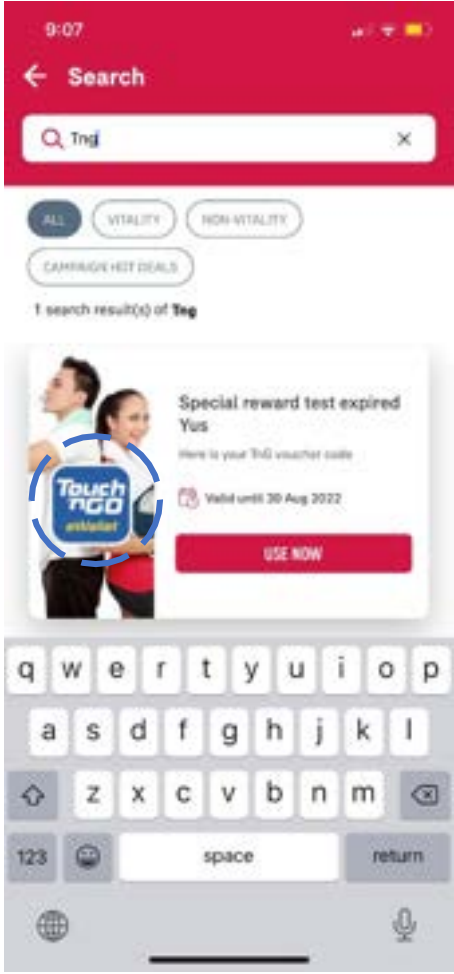 9:07
Search
Tng
ALL
VITALITY
NON-VITALITY
CAMPAIGN HOT DEALS
1 search result(s) of Tng
Special reward test expired
Yus
Here is your TnG voucher code
Valid until 30 Aug 2022
USE NOW
Touch
'nGO
eWallet
q w e r t y u i o p
a s d f g h j k l
z x c v b n m
123 space return